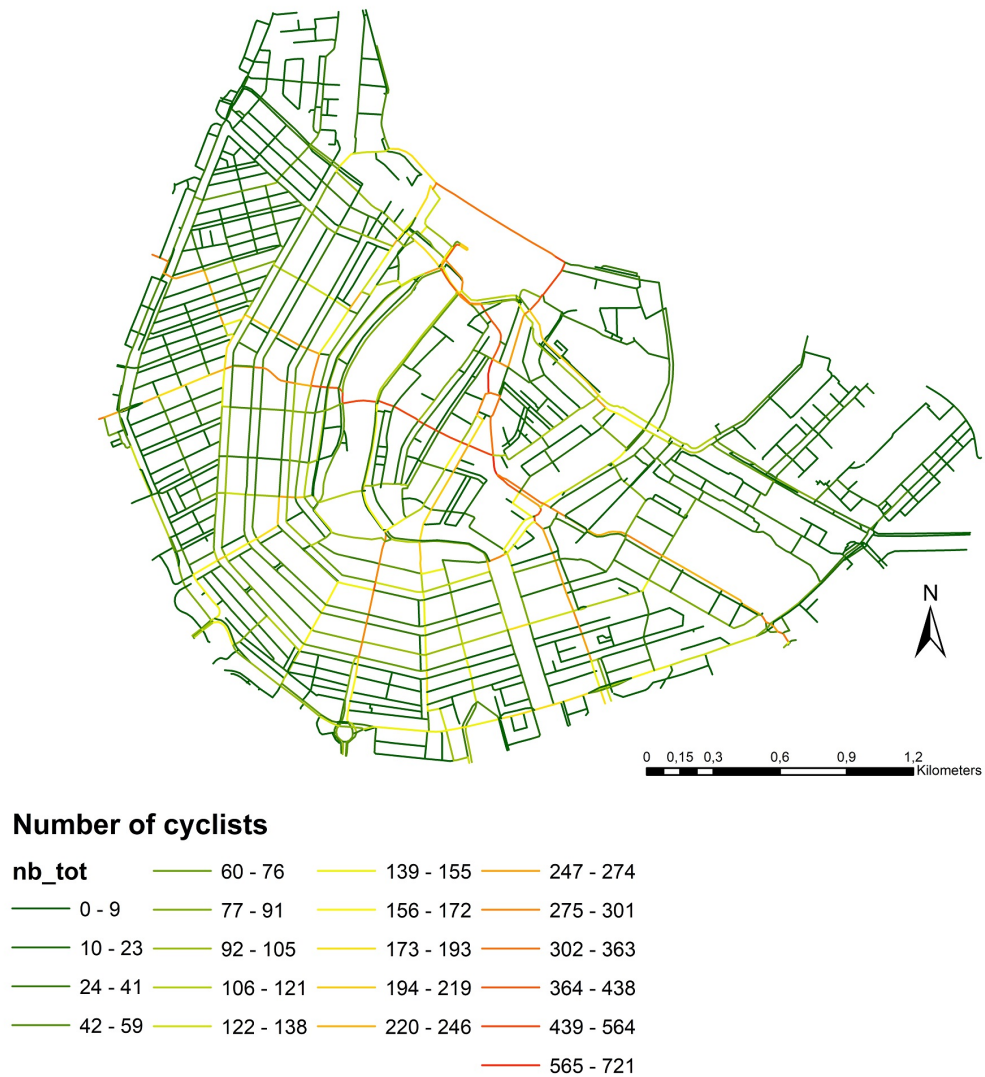 N
0 0,15 0,3 0,6 0,9 1,2
Kilometers
Number of cyclists
nb_tot
0 - 9
10 - 23
24 - 41
42 - 59
60 - 76
77 - 91
92 - 105
106 - 121
122 - 138
139 - 155
156 - 172
173 - 193
194 - 219
220 - 246
247 - 274
275 - 301
302 - 363
364 - 438
439 - 564
565 - 721